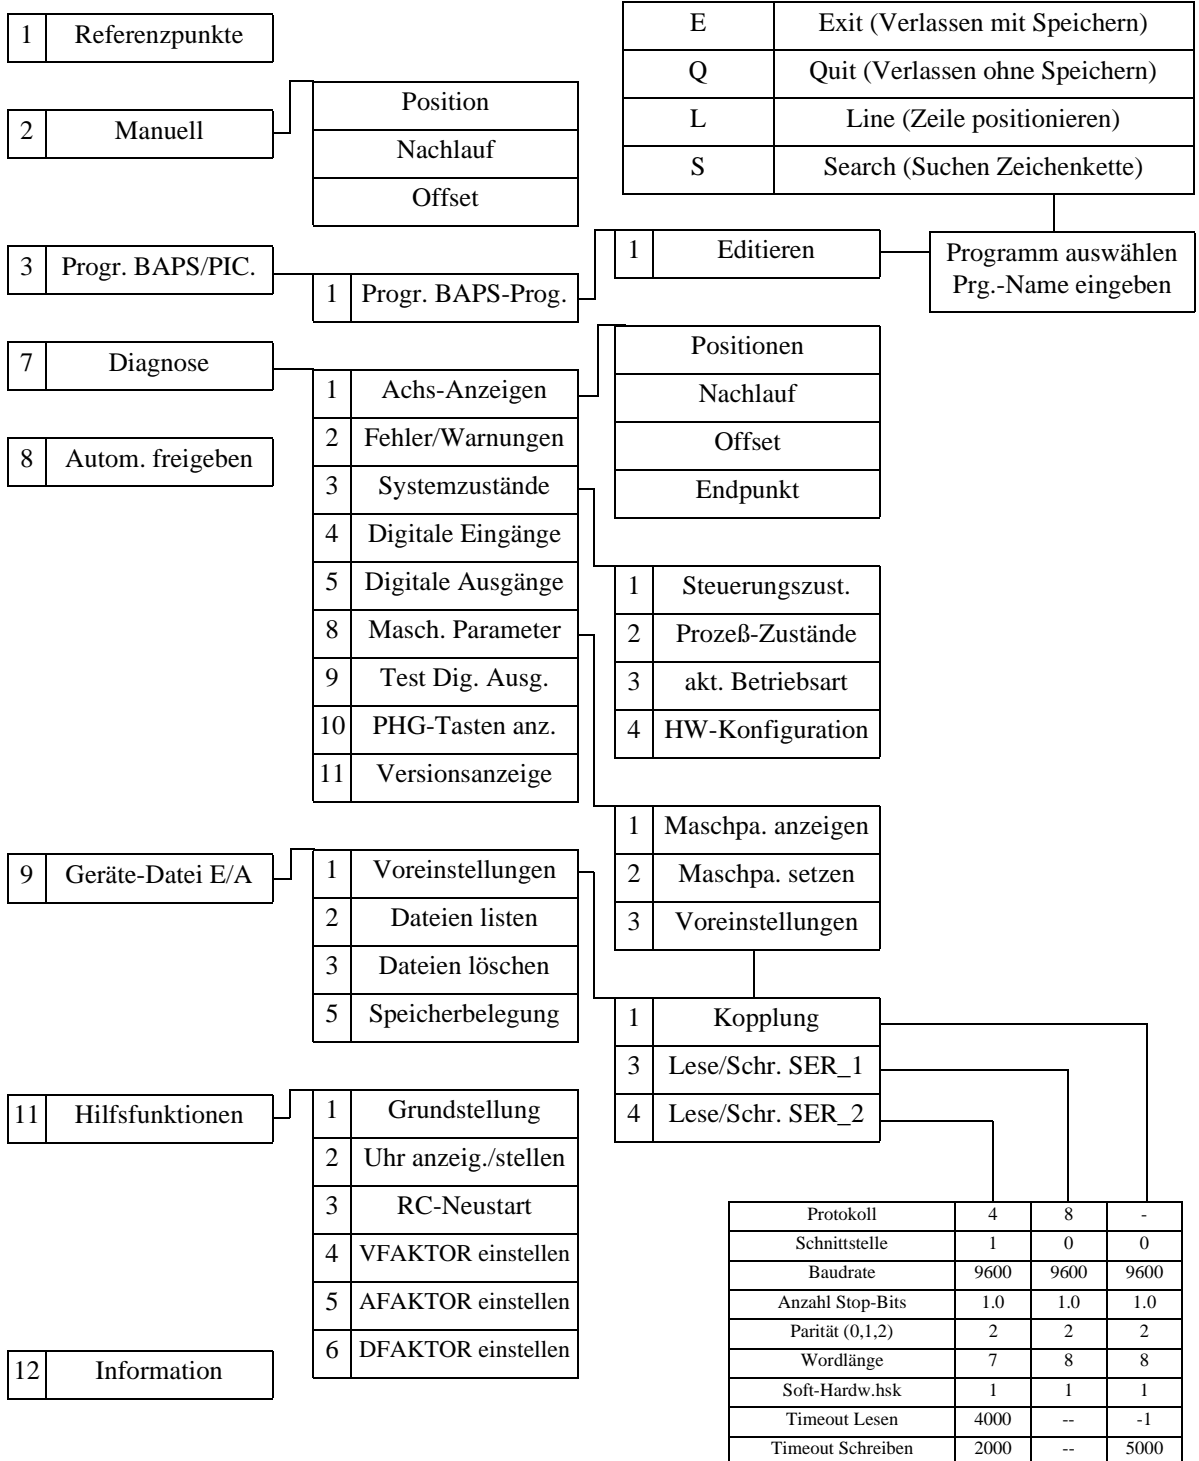 1 Referenzpunkte
2 Manuell
Position
Nachlauf
Offset
E Exit (Verlassen mit Speichern)
Q Quit (Verlassen ohne Speichern)
L Line (Zeile positionieren)
S Search (Suchen Zeichenkette)
3 Progr. BAPS/PIC.
1 Progr. BAPS-Prog.
1 Editieren
Programm auswählen
Prg.-Name eingeben
7 Diagnose
1 Achs-Anzeigen
2 Fehler/Warnungen
3 Systemzustände
4 Digitale Eingänge
5 Digitale Ausgänge
8 Masch. Parameter
9 Test Dig. Ausg.
10 PHG-Tasten anz.
11 Versionsanzeige
Positionen
Nachlauf
Offset
Endpunkt
1 Steuerungszust.
2 Prozeß-Zustände
3 akt. Betriebsart
4 HW-Konfiguration
1 Maschpa. anzeigen
2 Maschpa. setzen
3 Voreinstellungen
8 Autom. freigeben
9 Geräte-Datei E/A
1 Voreinstellungen
2 Dateien listen
3 Dateien löschen
5 Speicherbelegung
1 Kopplung
3 Lese/Schr. SER_1
4 Lese/Schr. SER_2
11 Hilfsfunktionen
1 Grundstellung
2 Uhr anzeig./stellen
3 RC-Neustart
4 VFAKTOR einstellen
5 AFAKTOR einstellen
6 DFAKTOR einstellen
12 Information
Protokoll 4 8 -
Schnittstelle 1 0 0
Baudrate 9600 9600 9600
Anzahl Stop-Bits 1.0 1.0 1.0
Parität (0,1,2) 2 2 2
Wordlänge 7 8 8
Soft-Hardw.hsk 1 1 1
Timeout Lesen 4000 -- -1
Timeout Schreiben 2000 -- 5000